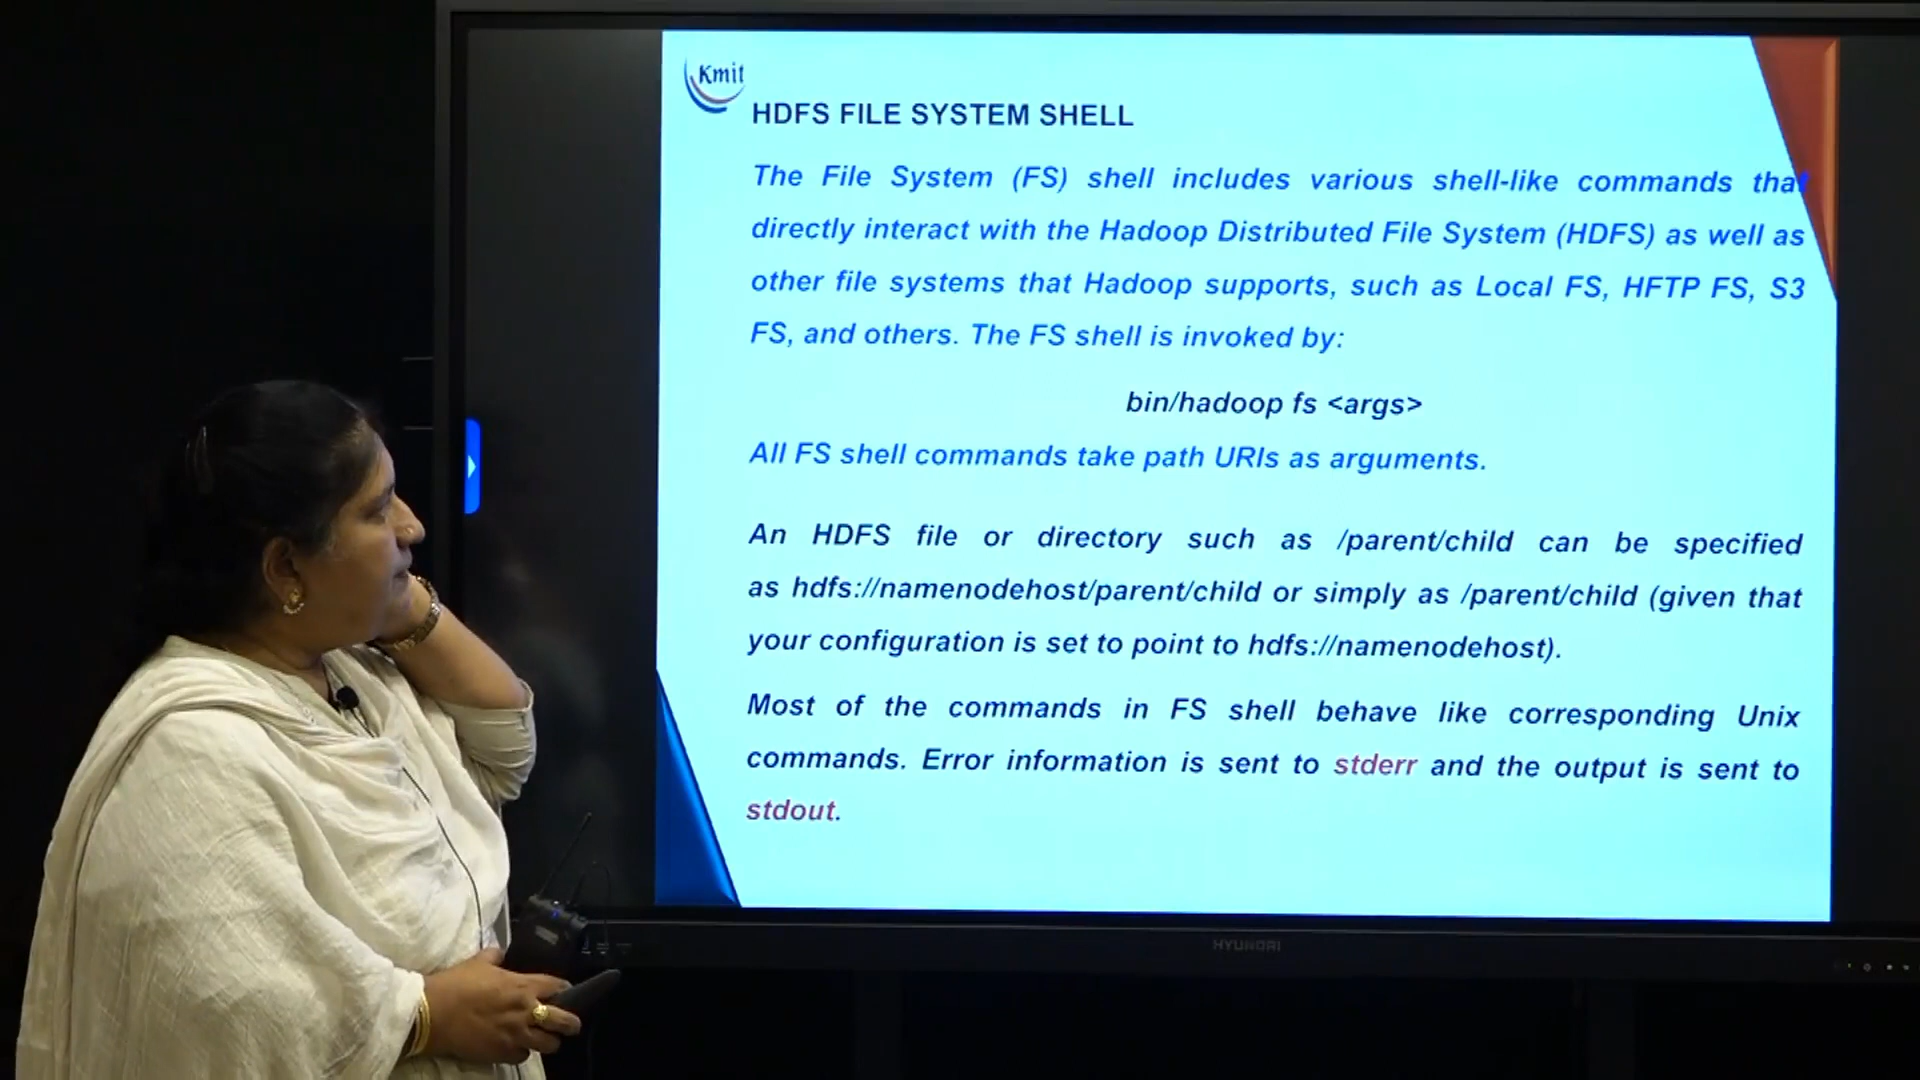 Kmit
HDFS FILE SYSTEM SHELL
The File System (FS) shell includes various shell-like commands that
directly interact with the Hadoop Distributed File System (HDFS) as well as
other file systems that Hadoop supports, such as Local FS, HFTP FS, S3
FS, and others. The FS shell is invoked by:
bin/hadoop fs <args>
All FS shell commands take path URIs as arguments.
An HDFS file or directory such as /parent/child can be specified
as hdfs://namenodehost/parent/child or simply as /parent/child (given that
your configuration is set to point to hdfs://namenodehost).
Most of the commands in FS shell behave like corresponding Unix
commands. Error information is sent to stderr and the output is sent to
stdout.
HYUNDAI